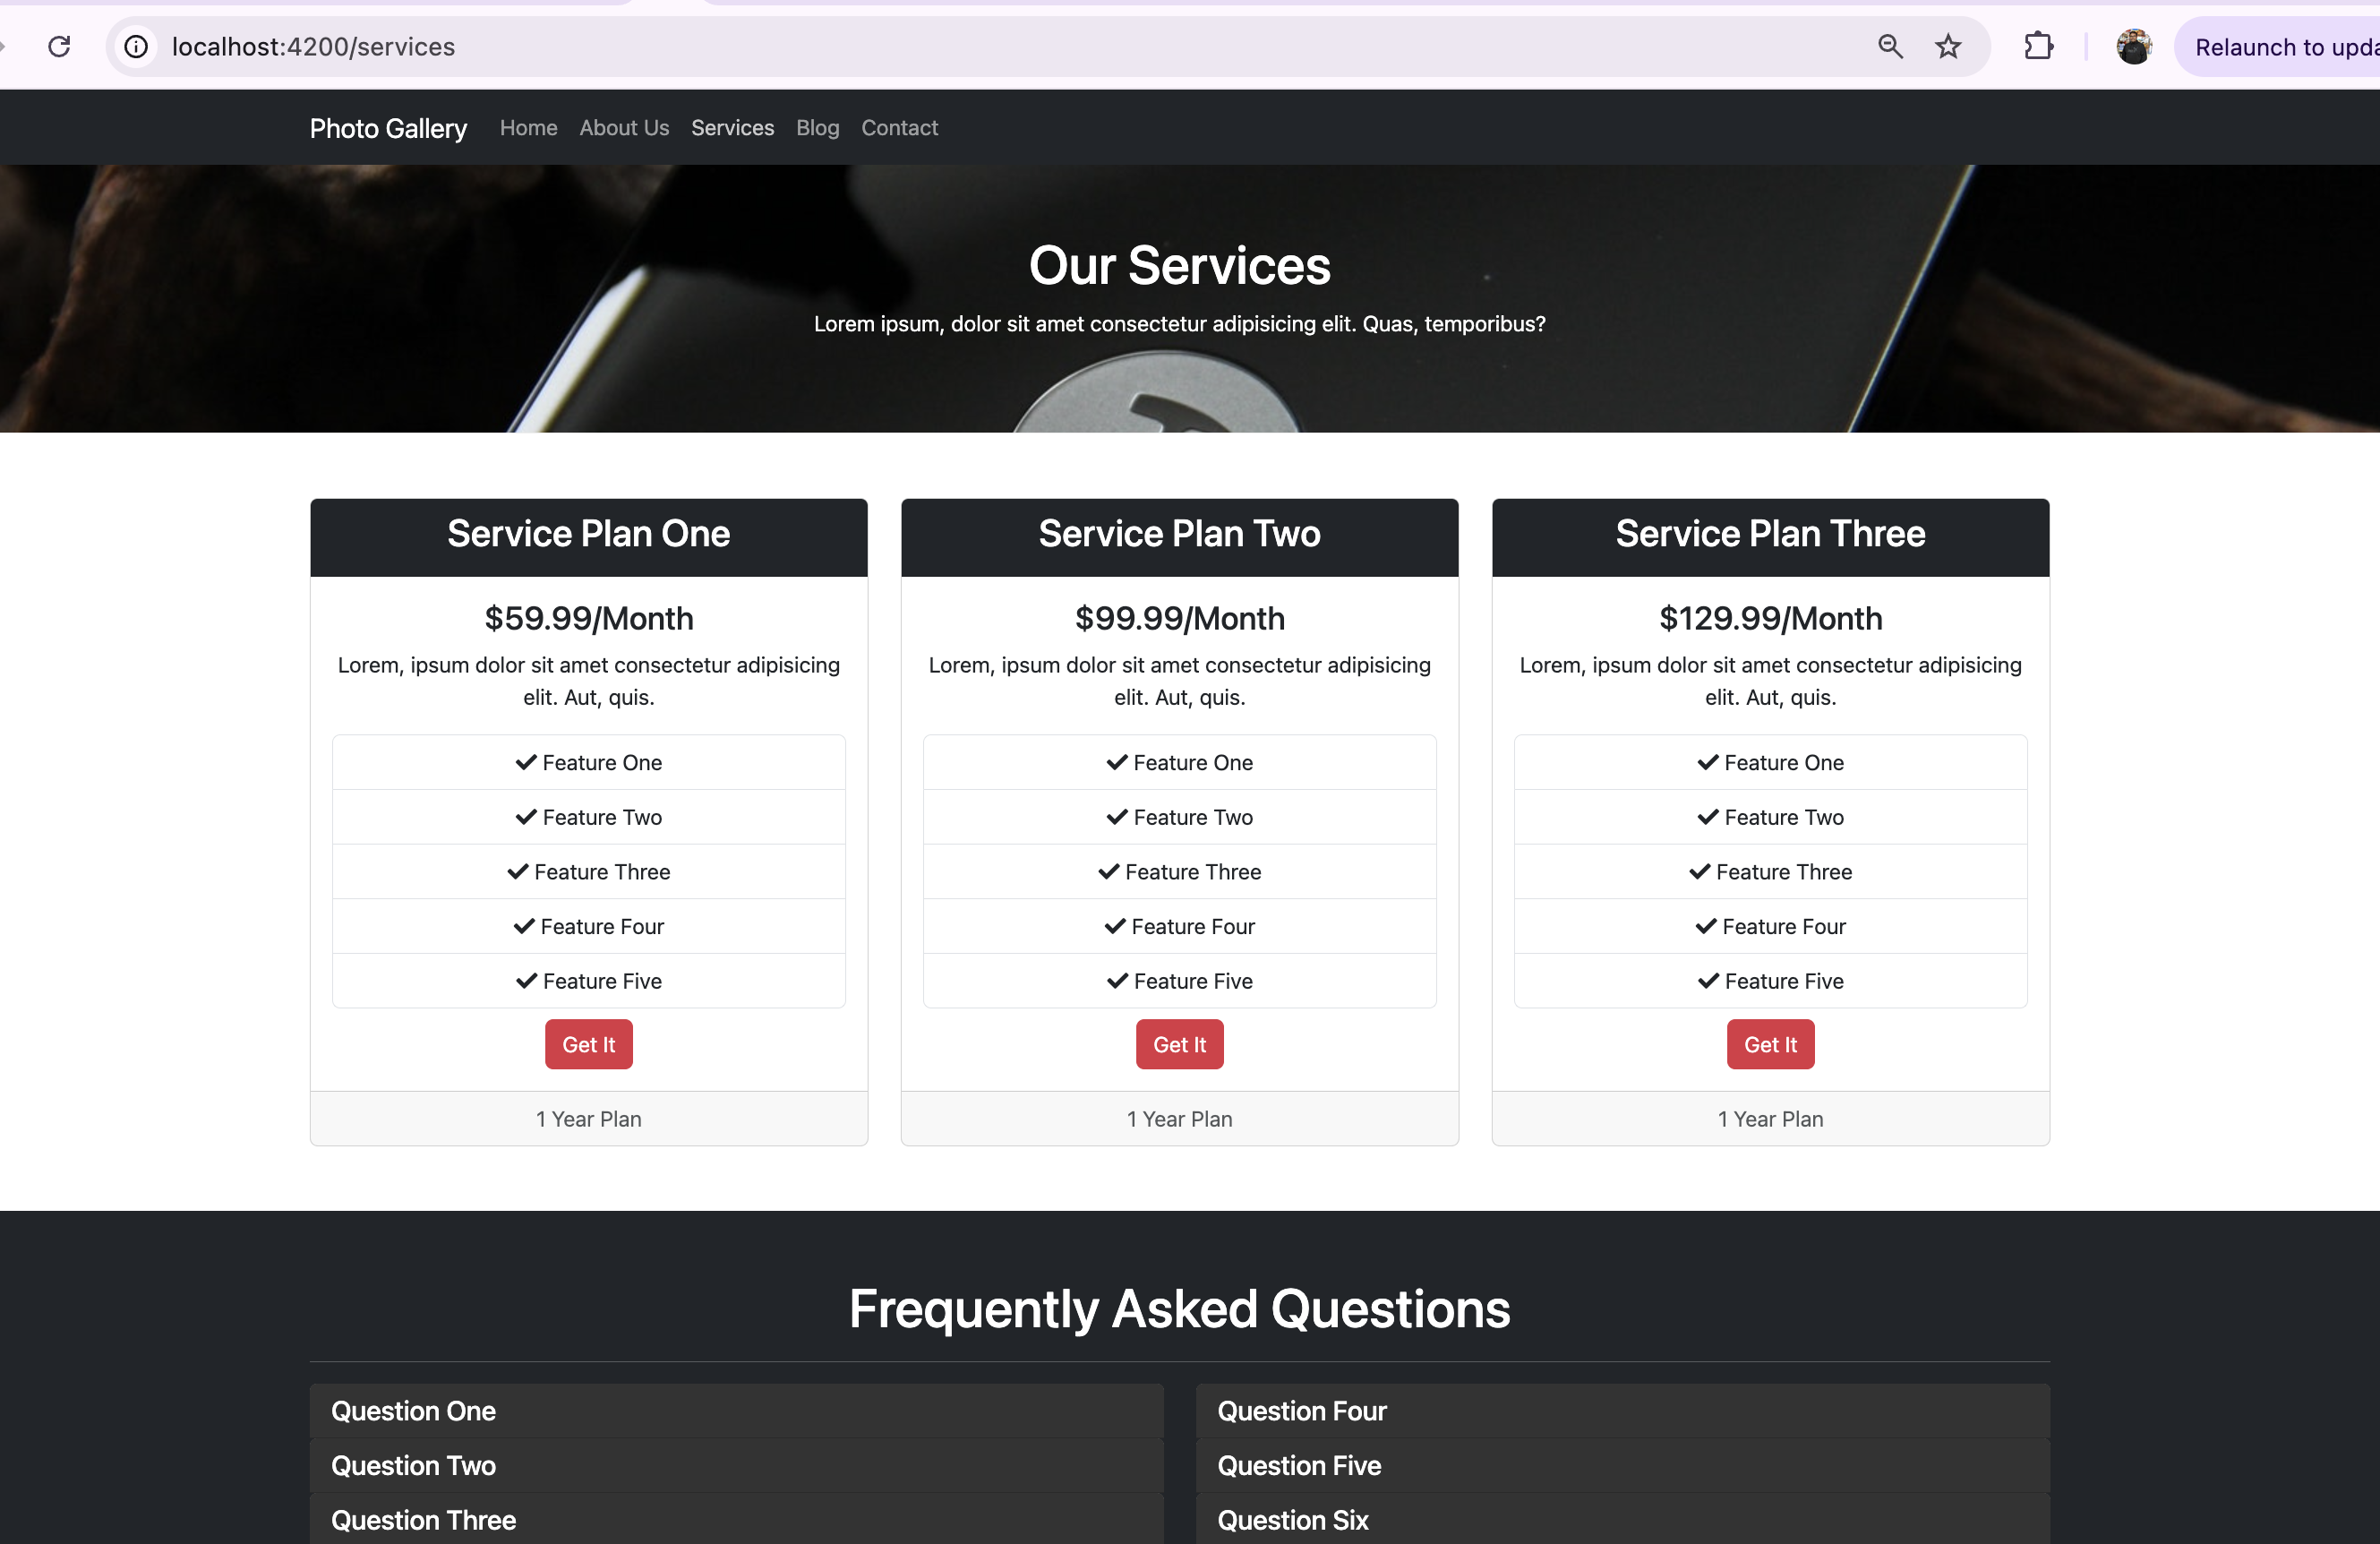 localhost:4200/services
Relaunch to upda
Photo Gallery Home About Us Services Blog Contact
Our Services
Lorem ipsum, dolor sit amet consectetur adipisicing elit. Quas, temporibus?
Service Plan One
$59.99/Month
Lorem, ipsum dolor sit amet consectetur adipisicing
elit. Aut, quis.
Feature One
Feature Two
Feature Three
Feature Four
Feature Five
Get It
1 Year Plan
Service Plan Two
$99.99/Month
Lorem, ipsum dolor sit amet consectetur adipisicing
elit. Aut, quis.
Feature One
Feature Two
Feature Three
Feature Four
Feature Five
Get It
1 Year Plan
Service Plan Three
$129.99/Month
Lorem, ipsum dolor sit amet consectetur adipisicing
elit. Aut, quis.
Feature One
Feature Two
Feature Three
Feature Four
Feature Five
Get It
1 Year Plan
Frequently Asked Questions
Question One
Question Two
Question Three
Question Four
Question Five
Question Six